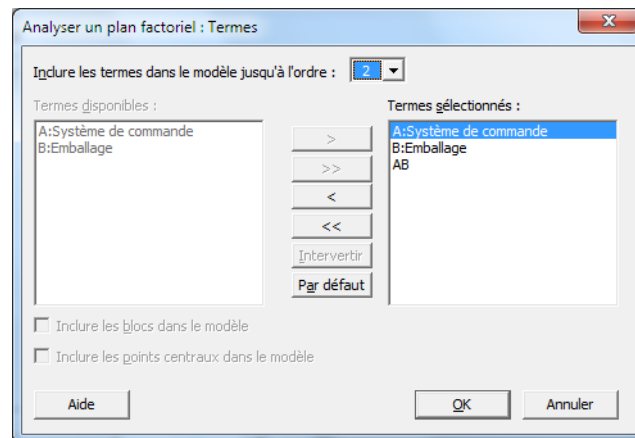 Analyser un plan factoriel : Termes
Inclure les termes dans le modèle jusqu'à l'ordre : 2
Termes disponibles :
A:Système de commande
B:Emballage
>
>>
<
<<
Intervertir
Par défaut
Termes sélectionnés :
A:Système de commande
B:Emballage
AB
Inclure les blocs dans le modèle
Inclure les points centraux dans le modèle
Aide
OK
Annuler